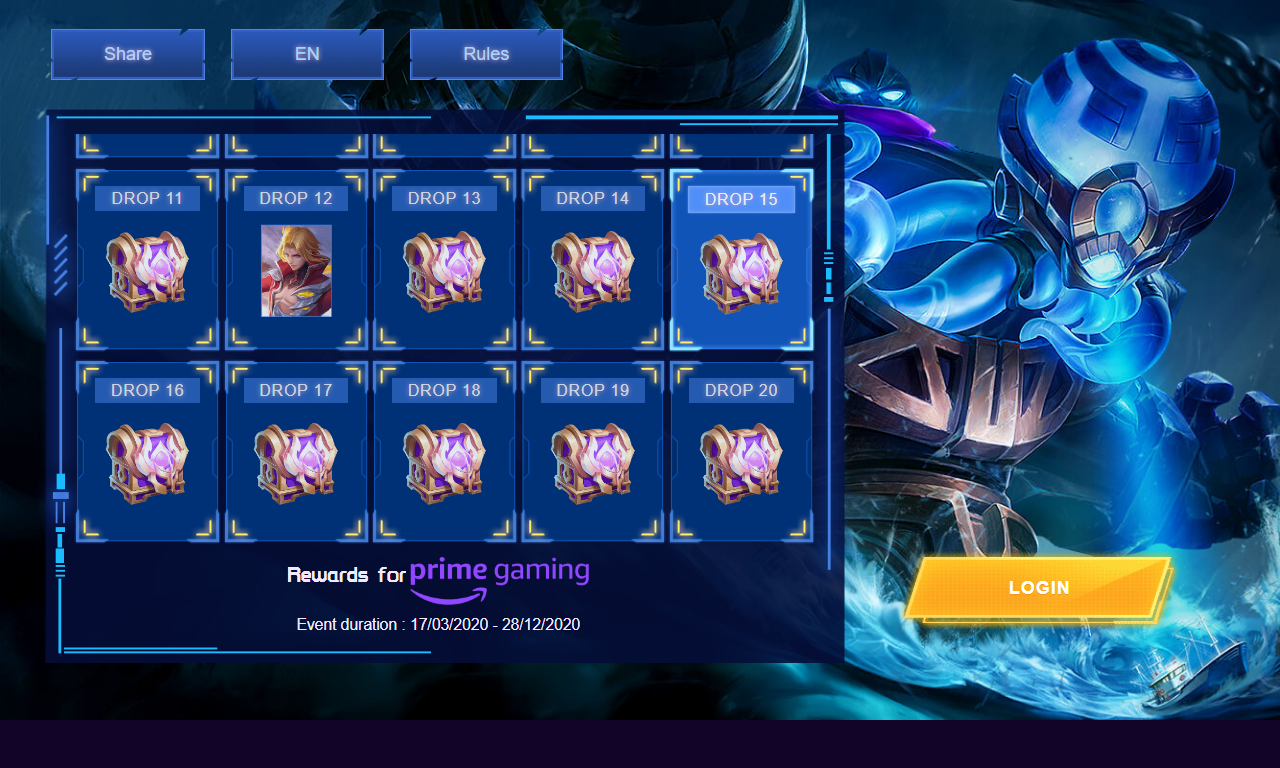 Share EN Rules
DROP 11 DROP 12 DROP 13 DROP 14 DROP 15
DROP 16 DROP 17 DROP 18 DROP 19 DROP 20
Rewards for prime gaming
LOGIN
Event duration : 17/03/2020 - 28/12/2020